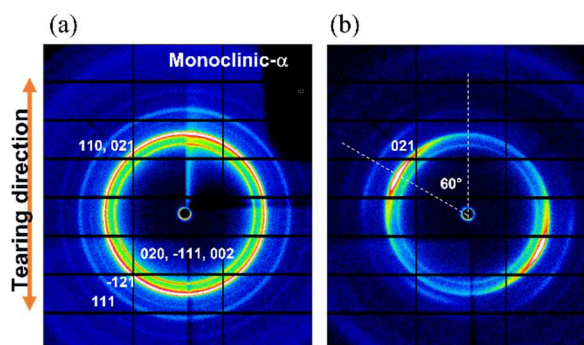 (a)
(b)
Monoclinic-α
Tearing direction
110, 021
020, -111, 002
-121
111
021
60°